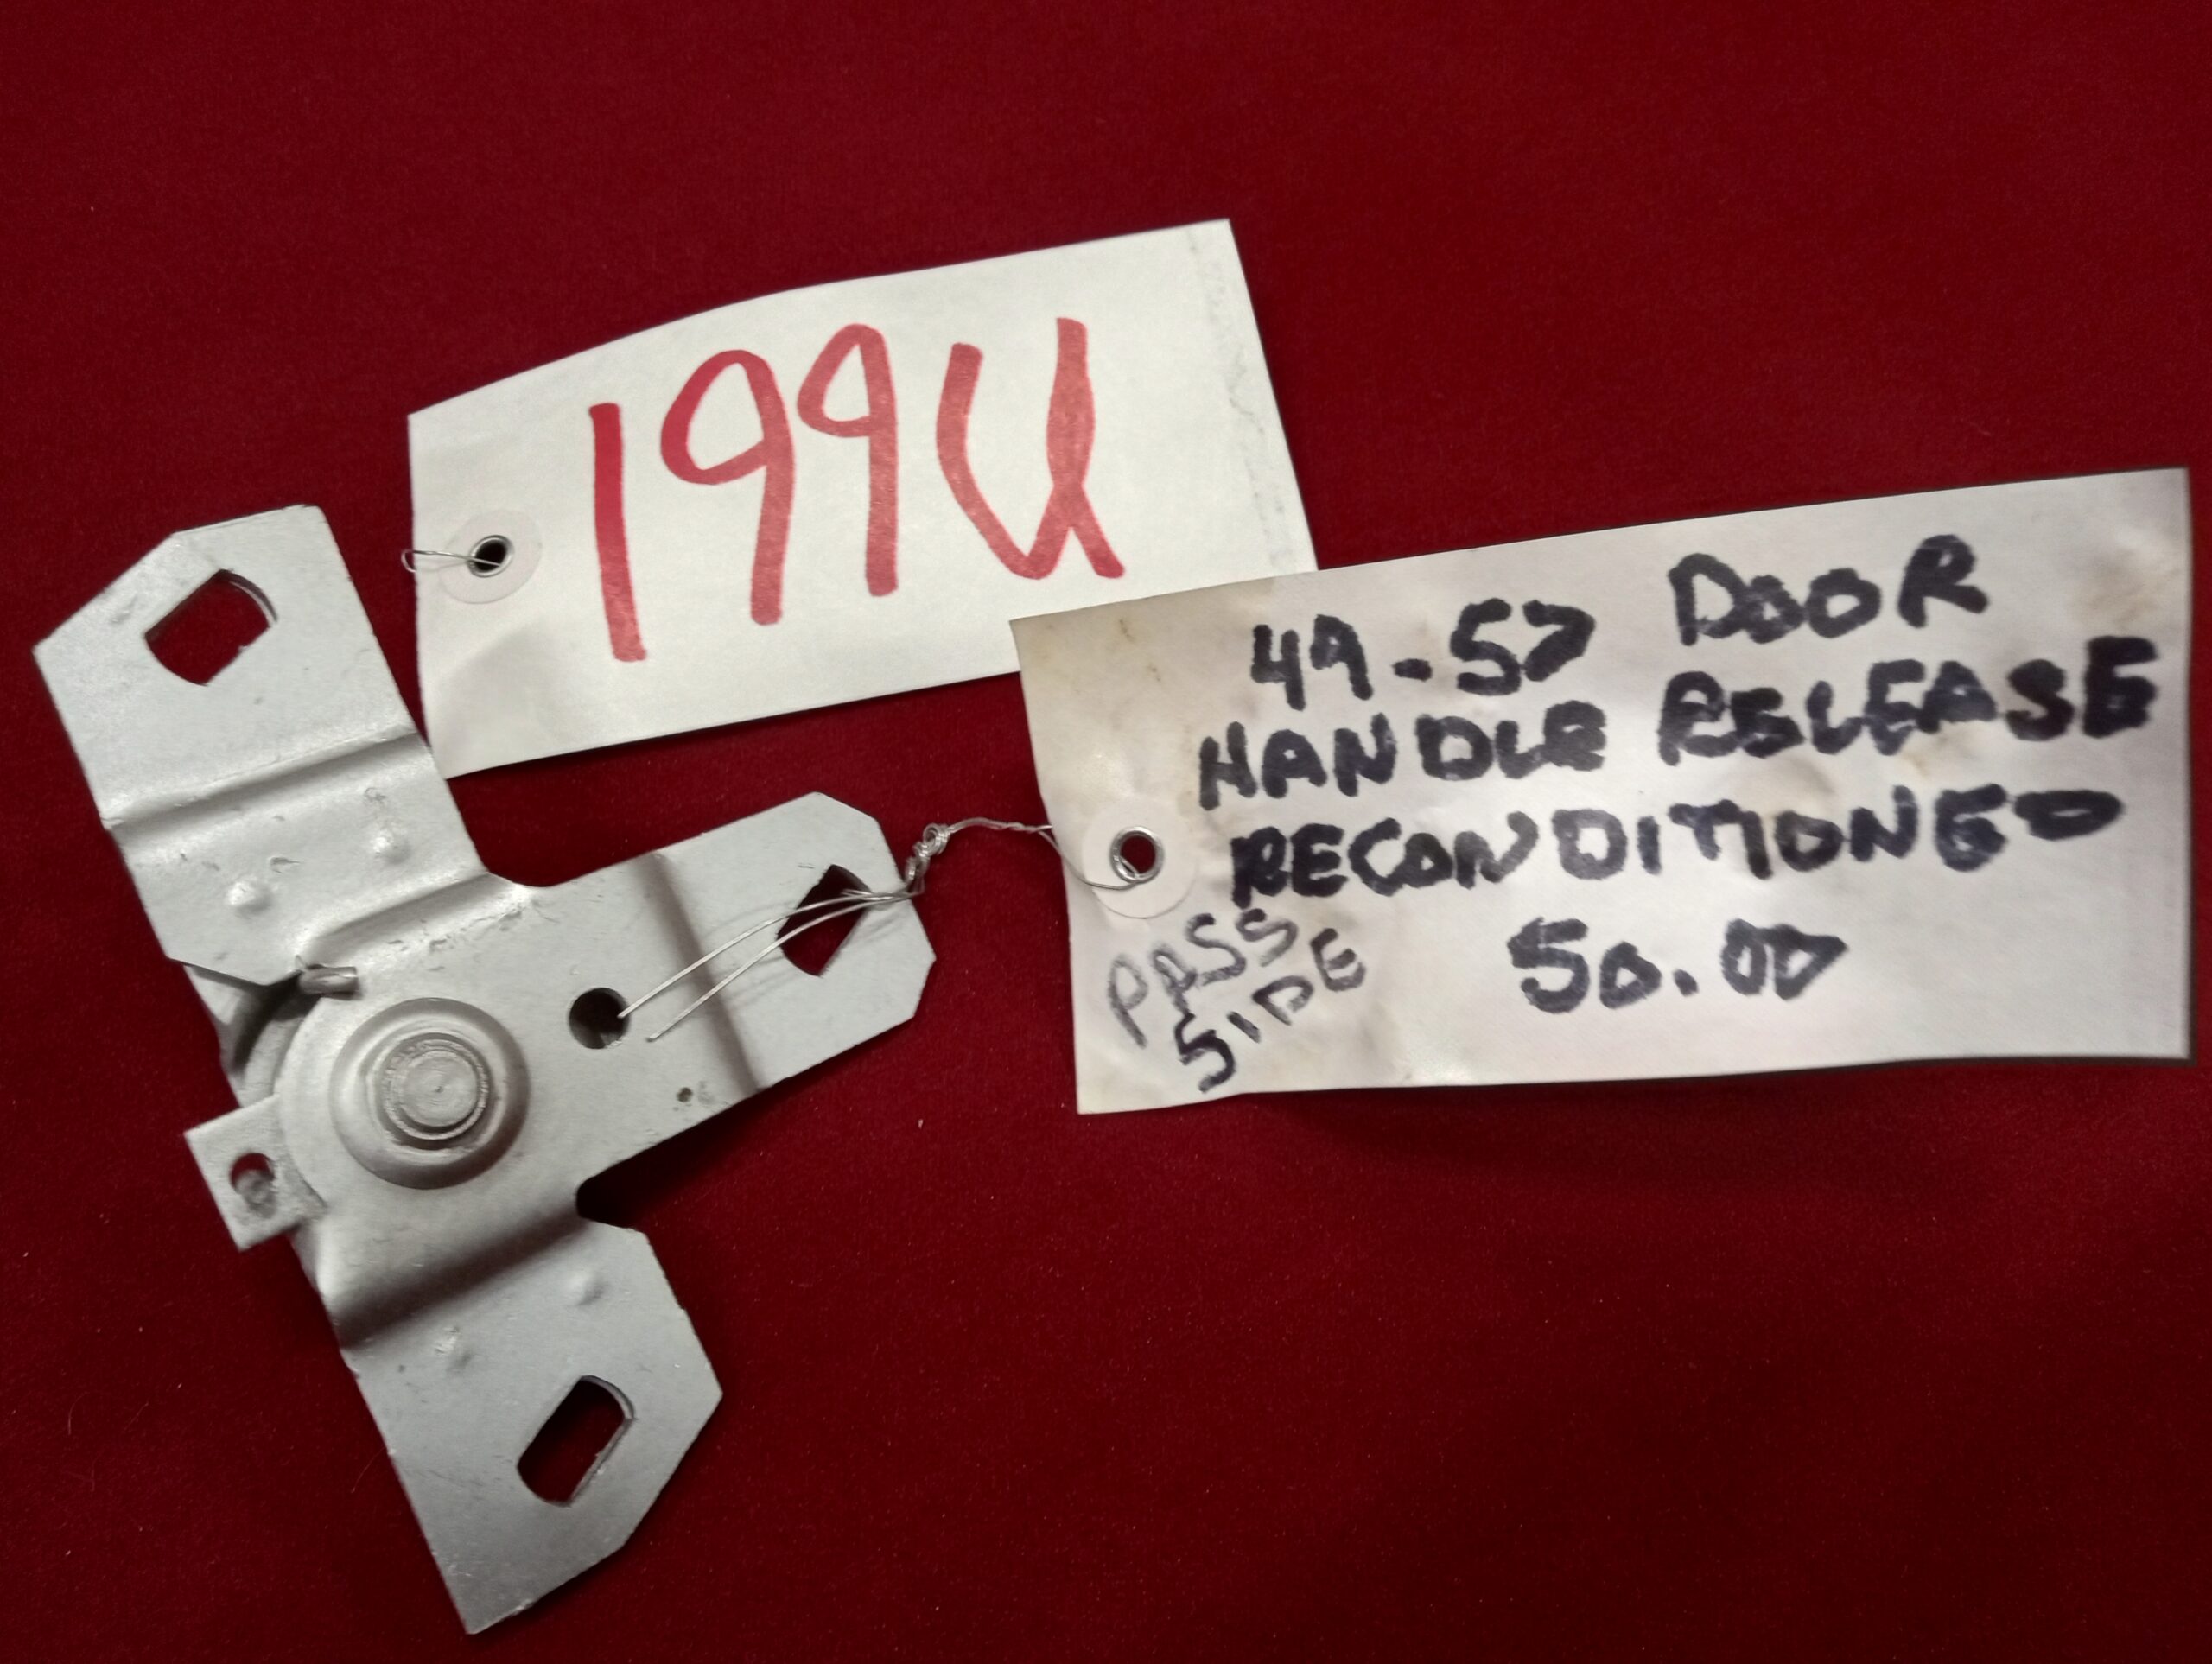 199U
49-57 DOOR
HANDLE RELEASE
RECONDITIONED
PASS
SIDE
50.00